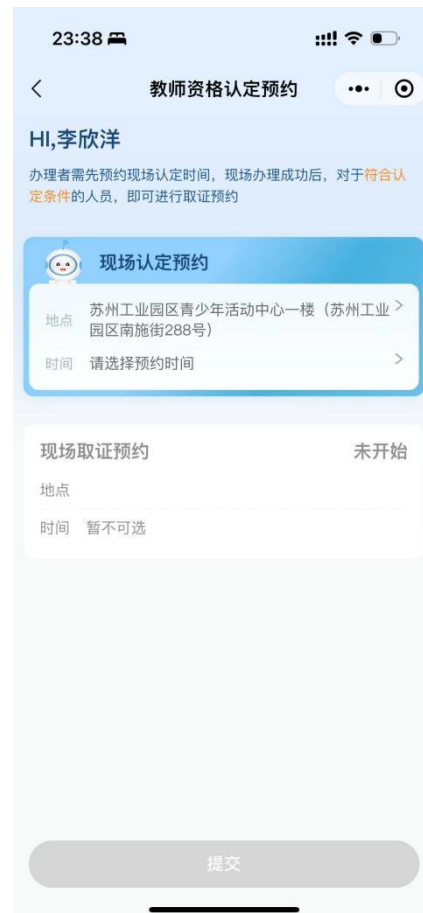 23:38
教师资格认定预约
HI,李欣洋
办理者需先预约现场认定时间，现场办理成功后，对于符合认
定条件的人员，即可进行取证预约
现场认定预约
地点 苏州工业园区青少年活动中心一楼（苏州工业
园区南施街288号）
时间 请选择预约时间
现场取证预约 未开始
地点
时间 暂不可选
提交